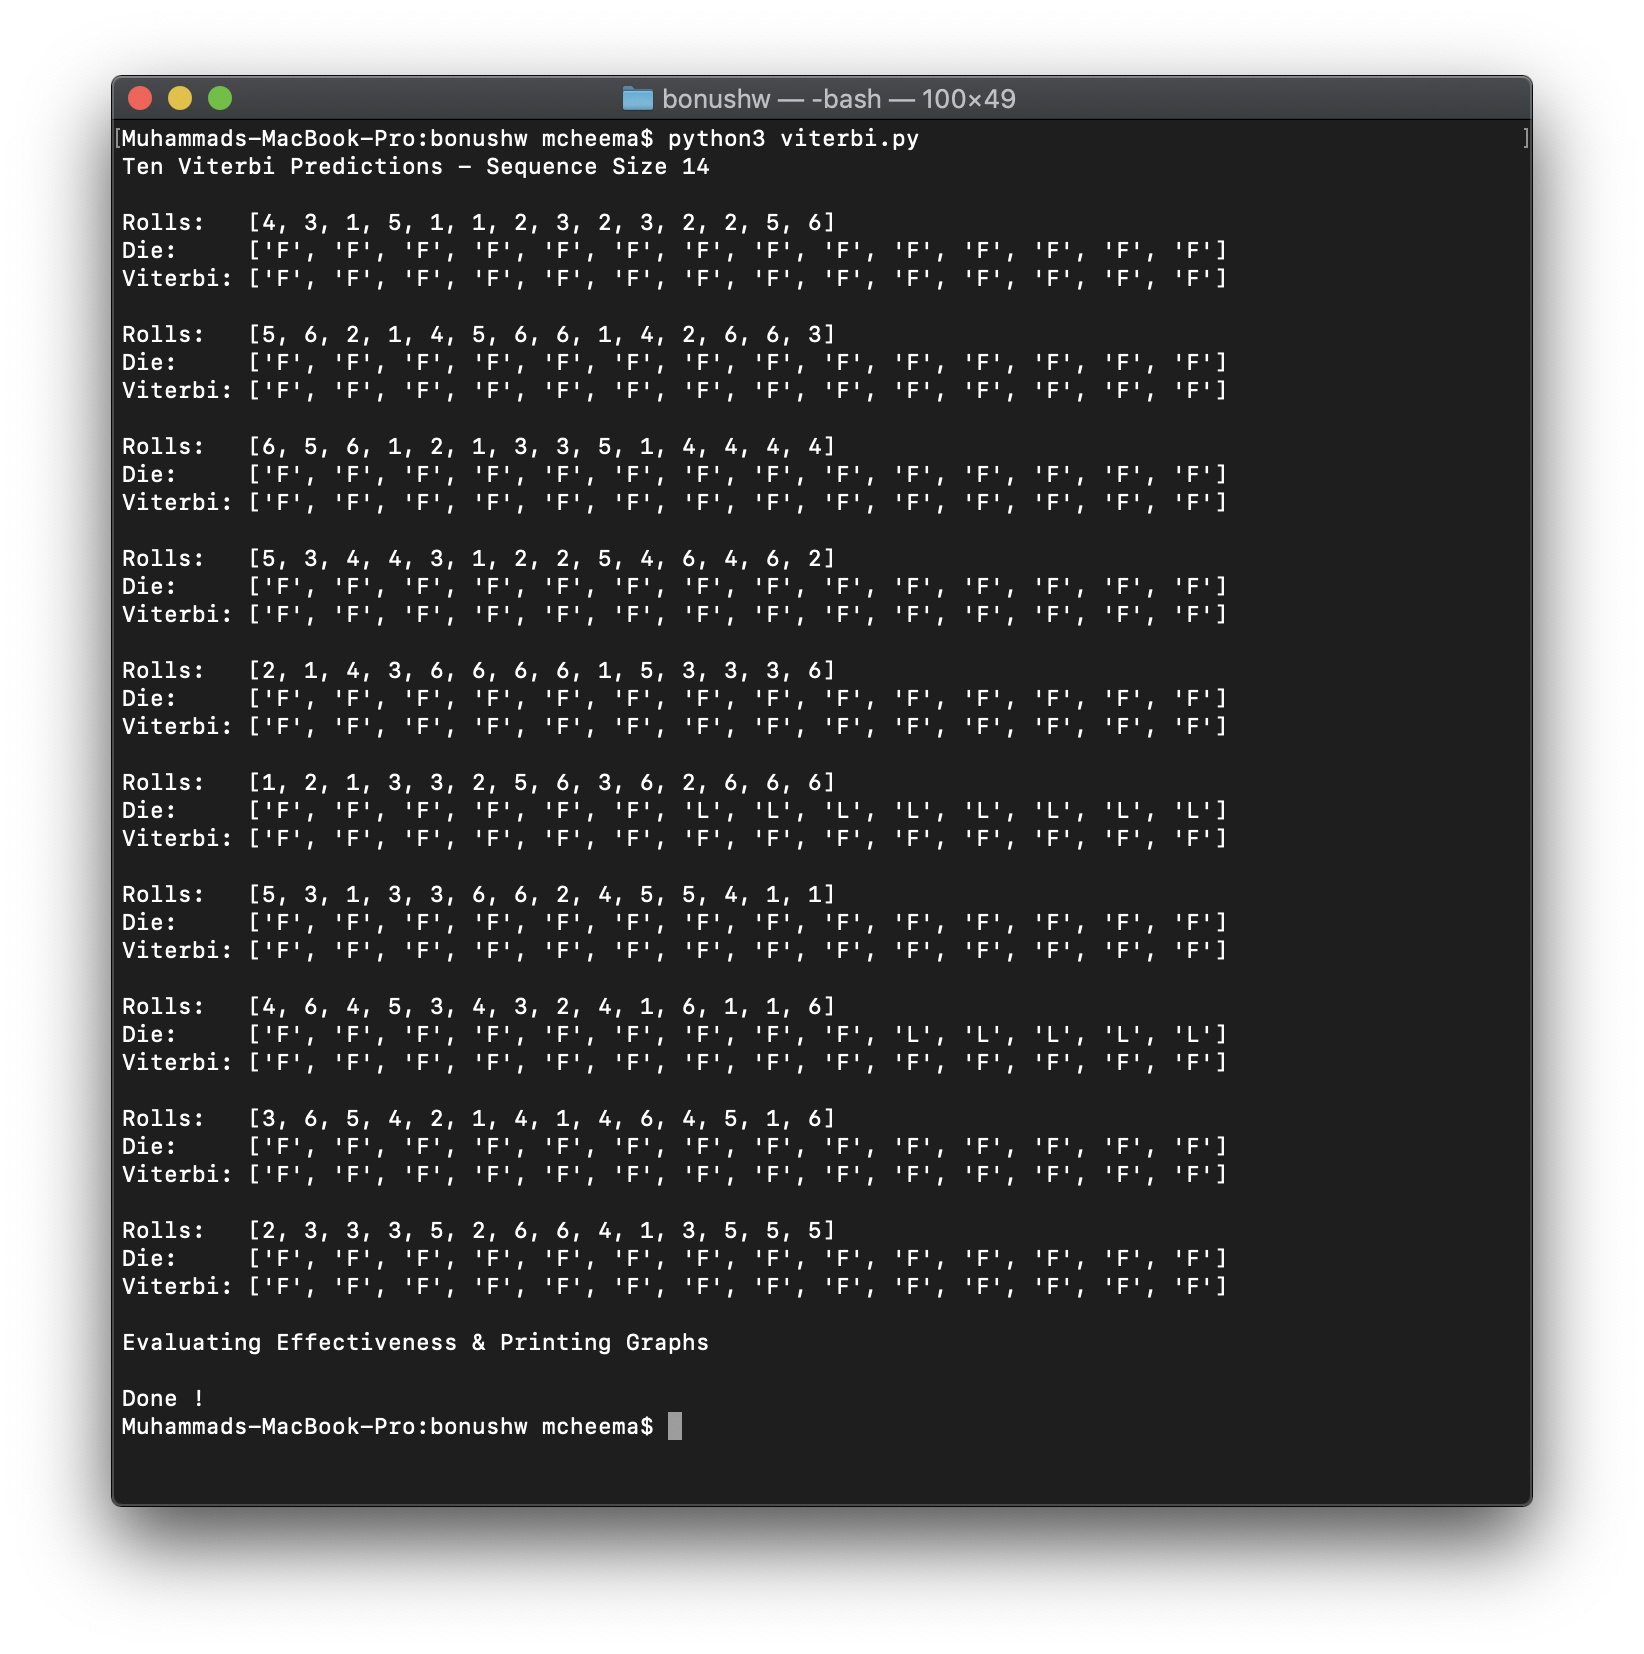 bonushw — -bash — 100×49
[Muhammads-MacBook-Pro:bonushw mcheema$ python3 viterbi.py ]
Ten Viterbi Predictions - Sequence Size 14
Rolls: [4, 3, 1, 5, 1, 1, 2, 3, 2, 3, 2, 2, 5, 6]
Die: ['F', 'F', 'F', 'F', 'F', 'F', 'F', 'F', 'F', 'F', 'F', 'F', 'F', 'F']
Viterbi: ['F', 'F', 'F', 'F', 'F', 'F', 'F', 'F', 'F', 'F', 'F', 'F', 'F', 'F']
Rolls: [5, 6, 2, 1, 4, 5, 6, 6, 1, 4, 2, 6, 6, 3]
Die: ['F', 'F', 'F', 'F', 'F', 'F', 'F', 'F', 'F', 'F', 'F', 'F', 'F', 'F']
Viterbi: ['F', 'F', 'F', 'F', 'F', 'F', 'F', 'F', 'F', 'F', 'F', 'F', 'F', 'F']
Rolls: [6, 5, 6, 1, 2, 1, 3, 3, 5, 1, 4, 4, 4, 4]
Die: ['F', 'F', 'F', 'F', 'F', 'F', 'F', 'F', 'F', 'F', 'F', 'F', 'F', 'F']
Viterbi: ['F', 'F', 'F', 'F', 'F', 'F', 'F', 'F', 'F', 'F', 'F', 'F', 'F', 'F']
Rolls: [5, 3, 4, 4, 3, 1, 2, 2, 5, 4, 6, 4, 6, 2]
Die: ['F', 'F', 'F', 'F', 'F', 'F', 'F', 'F', 'F', 'F', 'F', 'F', 'F', 'F']
Viterbi: ['F', 'F', 'F', 'F', 'F', 'F', 'F', 'F', 'F', 'F', 'F', 'F', 'F', 'F']
Rolls: [2, 1, 4, 3, 6, 6, 6, 6, 1, 5, 3, 3, 3, 6]
Die: ['F', 'F', 'F', 'F', 'F', 'F', 'F', 'F', 'F', 'F', 'F', 'F', 'F', 'F']
Viterbi: ['F', 'F', 'F', 'F', 'F', 'F', 'F', 'F', 'F', 'F', 'F', 'F', 'F', 'F']
Rolls: [1, 2, 1, 3, 3, 2, 5, 6, 3, 6, 2, 6, 6, 6]
Die: ['F', 'F', 'F', 'F', 'F', 'F', 'L', 'L', 'L', 'L', 'L', 'L', 'L', 'L']
Viterbi: ['F', 'F', 'F', 'F', 'F', 'F', 'F', 'F', 'F', 'F', 'F', 'F', 'F', 'F']
Rolls: [5, 3, 1, 3, 3, 6, 6, 2, 4, 5, 5, 4, 1, 1]
Die: ['F', 'F', 'F', 'F', 'F', 'F', 'F', 'F', 'F', 'F', 'F', 'F', 'F', 'F']
Viterbi: ['F', 'F', 'F', 'F', 'F', 'F', 'F', 'F', 'F', 'F', 'F', 'F', 'F', 'F']
Rolls: [4, 6, 4, 5, 3, 4, 3, 2, 4, 1, 6, 1, 1, 6]
Die: ['F', 'F', 'F', 'F', 'F', 'F', 'F', 'F', 'F', 'L', 'L', 'L', 'L', 'L']
Viterbi: ['F', 'F', 'F', 'F', 'F', 'F', 'F', 'F', 'F', 'F', 'F', 'F', 'F', 'F']
Rolls: [3, 6, 5, 4, 2, 1, 4, 1, 4, 6, 4, 5, 1, 6]
Die: ['F', 'F', 'F', 'F', 'F', 'F', 'F', 'F', 'F', 'F', 'F', 'F', 'F', 'F']
Viterbi: ['F', 'F', 'F', 'F', 'F', 'F', 'F', 'F', 'F', 'F', 'F', 'F', 'F', 'F']
Rolls: [2, 3, 3, 3, 5, 2, 6, 6, 4, 1, 3, 5, 5, 5]
Die: ['F', 'F', 'F', 'F', 'F', 'F', 'F', 'F', 'F', 'F', 'F', 'F', 'F', 'F']
Viterbi: ['F', 'F', 'F', 'F', 'F', 'F', 'F', 'F', 'F', 'F', 'F', 'F', 'F', 'F']
Evaluating Effectiveness & Printing Graphs
Done !
Muhammads-MacBook-Pro:bonushw mcheema$